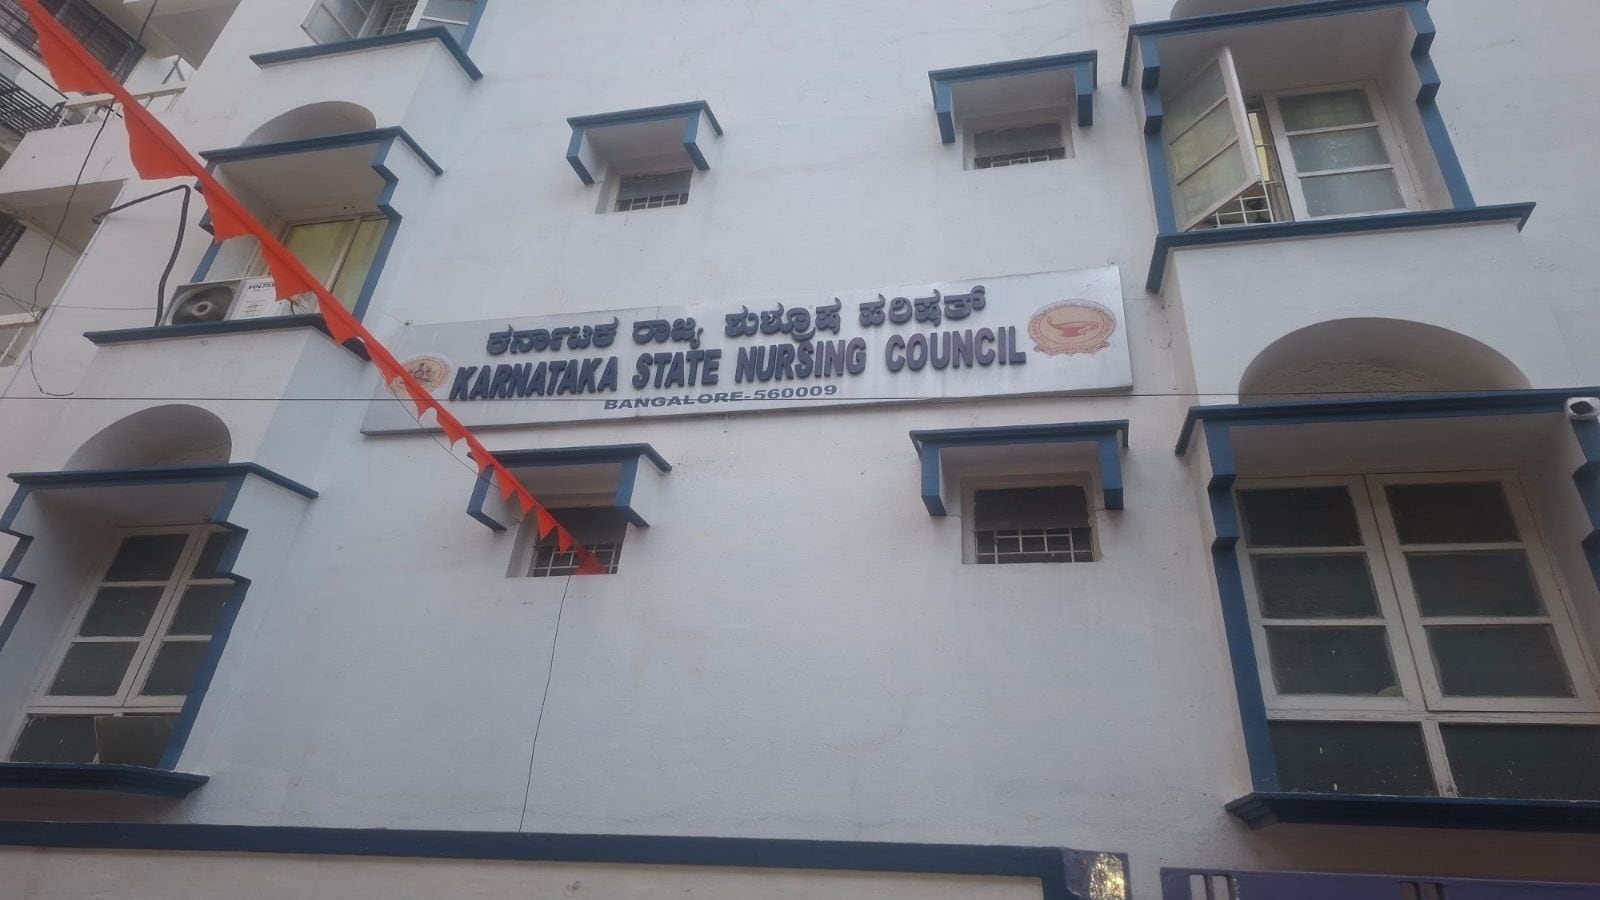 ಕರ್ನಾಟಕ ರಾಜ್ಯ ಶುಶ್ರೂಷ ಪರಿಷತ್
KARNATAKA STATE NURSING COUNCIL
BANGALORE-560009